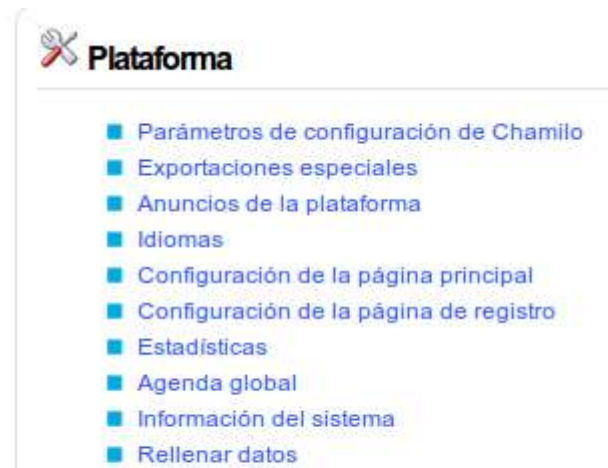 Plataforma
Parámetros de configuración de Chamilo
Exportaciones especiales
Anuncios de la plataforma
Idiomas
Configuración de la página principal
Configuración de la página de registro
Estadísticas
Agenda global
Información del sistema
Rellenar datos